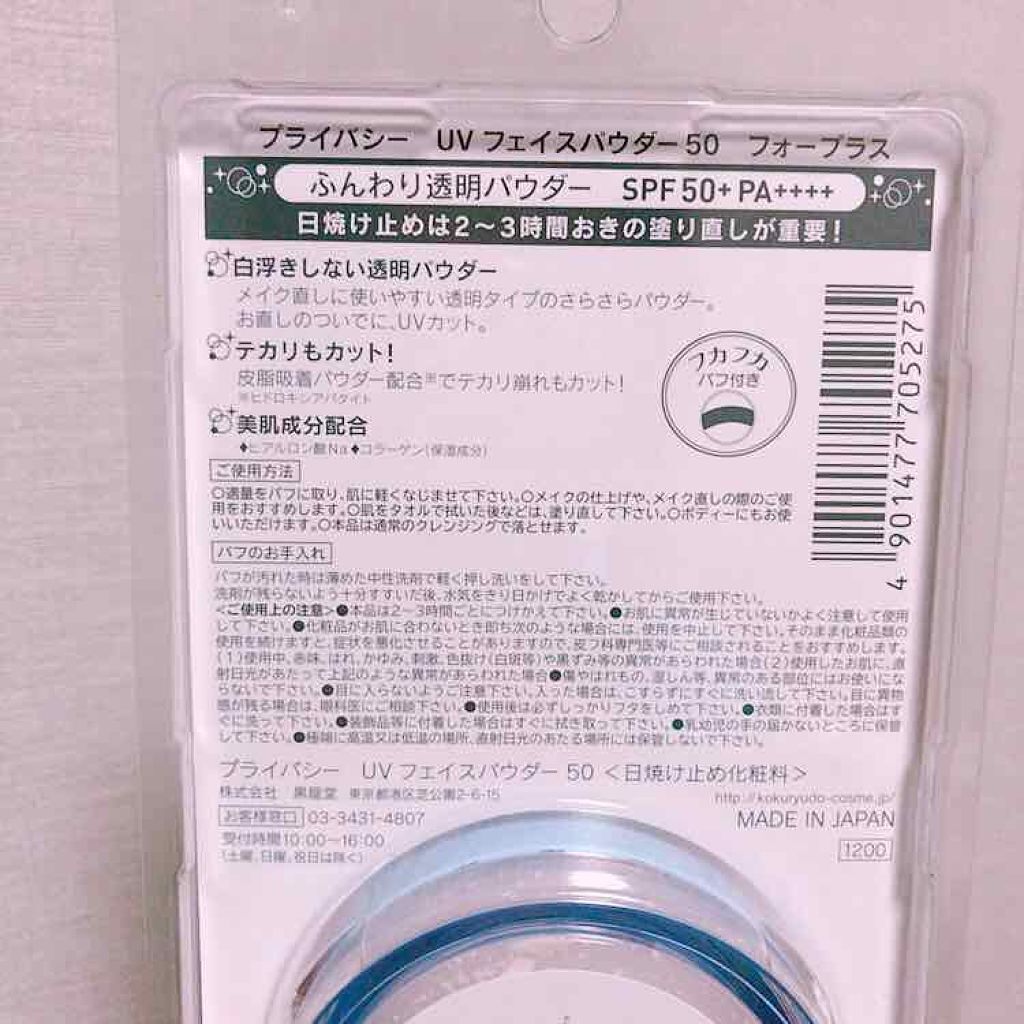 プライバシー UV フェイスパウダー 50 フォープラス
ふんわり透明パウダー SPF50+ PA++++
日焼け止めは2～3時間おきの塗り直しが重要!
白浮きしない透明パウダー
メイク直しに使いやすい透明タイプのさらさらパウダー。
お直しのついでに、UVカット。
テカリもカット!
皮脂吸着パウダー配合※でテカリ崩れもカット!
※ヒドロキシアパタイト
フカフカ
パフ付き
美肌成分配合
♦ヒアルロン酸Na ♦コラーゲン(保湿成分)
4 901477 705275
ご使用方法
○適量をパフに取り、肌に軽くなじませて下さい。○メイクの仕上げや、メイク直しの際のご使
用をおすすめします。○肌をタオルで拭いた後などは、塗り直して下さい。○ボディーにもお使
いいただけます。○本品は通常のクレンジングで落とせます。
パフのお手入れ
パフが汚れた時は薄めた中性洗剤で軽く押し洗いをして下さい。
洗剤が残らないよう十分すすいだ後、水気をきり日かげでよく乾かしてからご使用下さい。
<ご使用上の注意>●本品は2～3時間ごとにつけかえて下さい。●お肌に異常が生じていないかよく注意して使用
して下さい。●化粧品がお肌に合わないとき即ち次のような場合には、使用を中止して下さい。そのまま化粧品類の
使用を続けますと、症状を悪化させることがありますので、皮フ科専門医等にご相談されることをおすすめします。
(1)使用中、赤味、はれ、かゆみ、刺激、色抜け(白斑等)や黒ずみ等の異常があらわれた場合(2)使用したお肌に、直
射日光があたって上記のような異常があらわれた場合●傷やはれもの、湿しん等、異常のある部位にはお使いにな
らないで下さい。●目に入らないようご注意下さい。入った場合は、こすらずにすぐに洗い流して下さい。目に異物
感が残る場合は、眼科医にご相談下さい。●使用後は必ずしっかりフタをしめて下さい。●衣類に付着した場合はす
ぐに洗って下さい。●装飾品等に付着した場合はすぐに拭き取って下さい。●乳幼児の手の届かないところに保管
して下さい。●極端に高温又は低温の場所、直射日光のあたる場所には保管しないで下さい。
プライバシー UV フェイスパウダー 50 <日焼け止め化粧料>
株式会社 黒龍堂 東京都港区芝公園2-6-15
http://kokuryudo-cosme.jp/
お客様窓口 03-3431-4807
MADE IN JAPAN
受付時間10:00～16:00
(土曜、日曜、祝日は除く)
1200